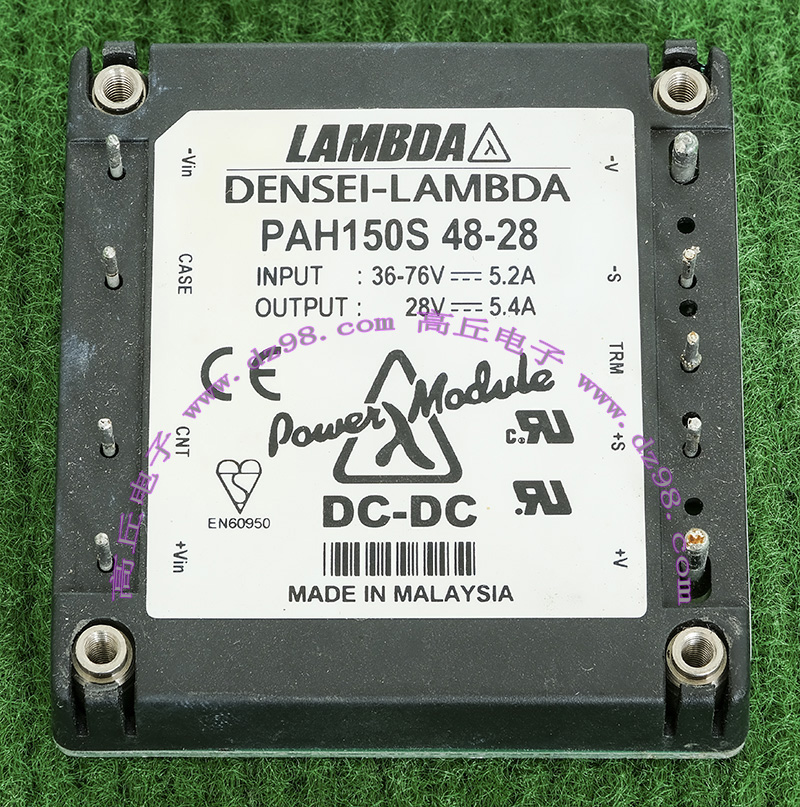 LAMBDA
DENSEI-LAMBDA
PAH150S 48-28
INPUT : 36-76V 5.2A
OUTPUT : 28V 5.4A
CE
Power Module
DC-DC
EN60950
MADE IN MALAYSIA
-Vin
CASE
CNT
+Vin
-V
-S
TRM
+S
+V
高丘电子 www.dz98.com 高丘电子 www.dz98.com